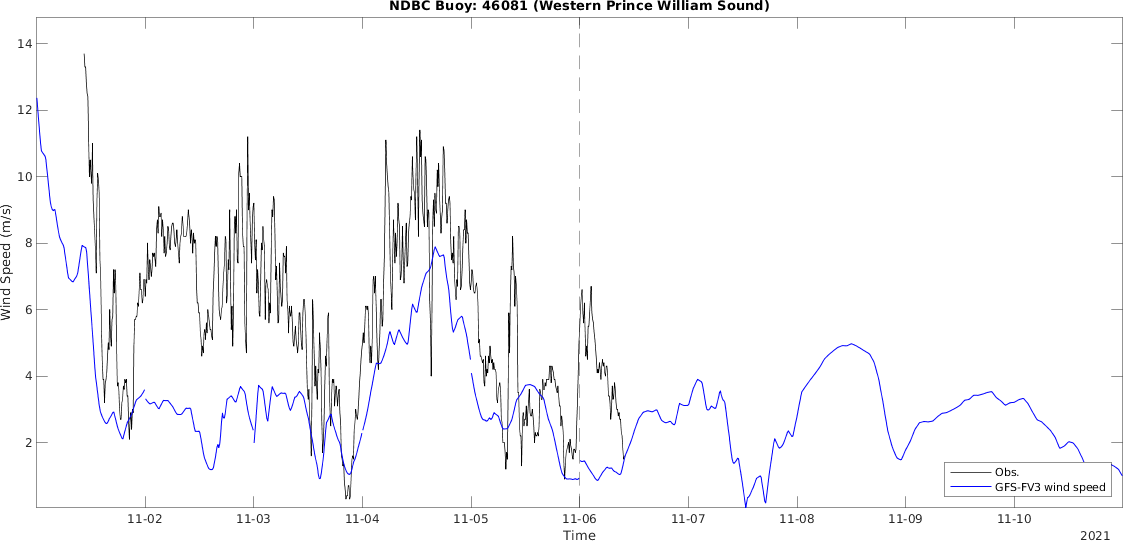 NDBC Buoy: 46081 (Western Prince William Sound)
Wind Speed (m/s)
14
12
10
8
6
4
2
Obs.
GFS-FV3 wind speed
11-02 11-03 11-04 11-05 11-06 11-07 11-08 11-09 11-10
Time
2021